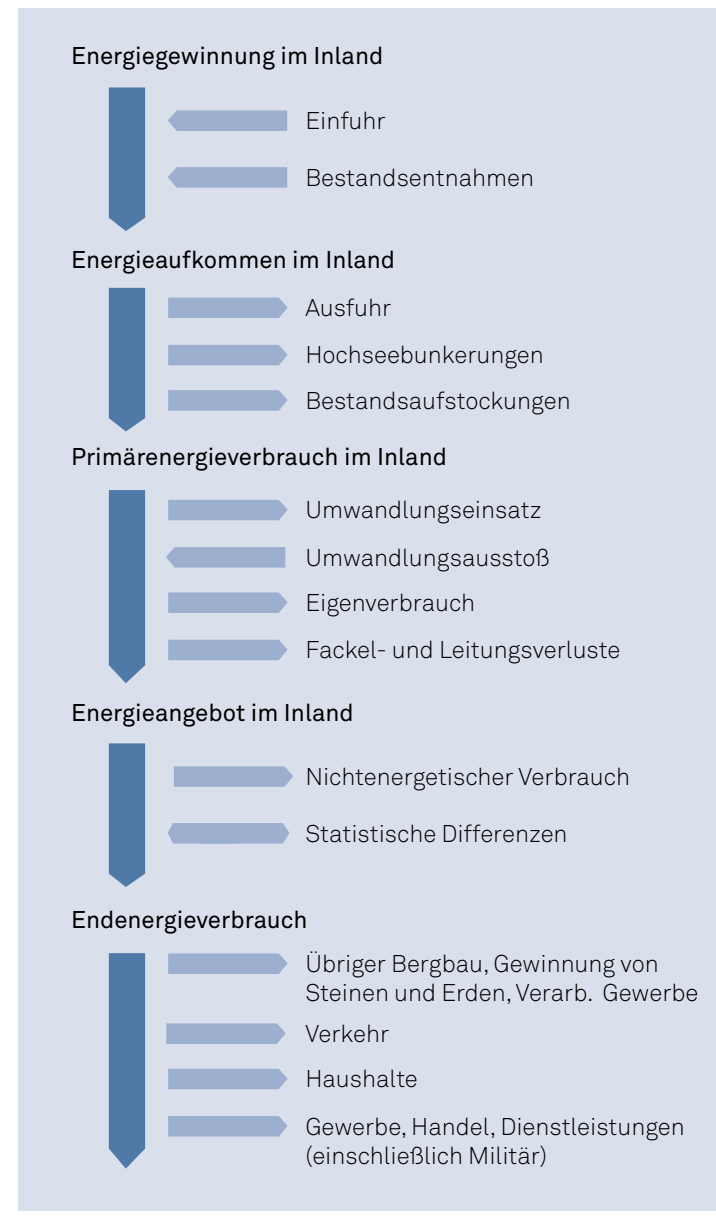 Energiegewinnung im Inland
Einfuhr
Bestandsentnahmen
Energieaufkommen im Inland
Ausfuhr
Hochseebunkerungen
Bestandsaufstockungen
Primärenergieverbrauch im Inland
Umwandlungseinsatz
Umwandlungsausstoß
Eigenverbrauch
Fackel- und Leitungsverluste
Energieangebot im Inland
Nichtenergetischer Verbrauch
Statistische Differenzen
Endenergieverbrauch
Übriger Bergbau, Gewinnung von
Steinen und Erden, Verarb. Gewerbe
Verkehr
Haushalte
Gewerbe, Handel, Dienstleistungen
(einschließlich Militär)